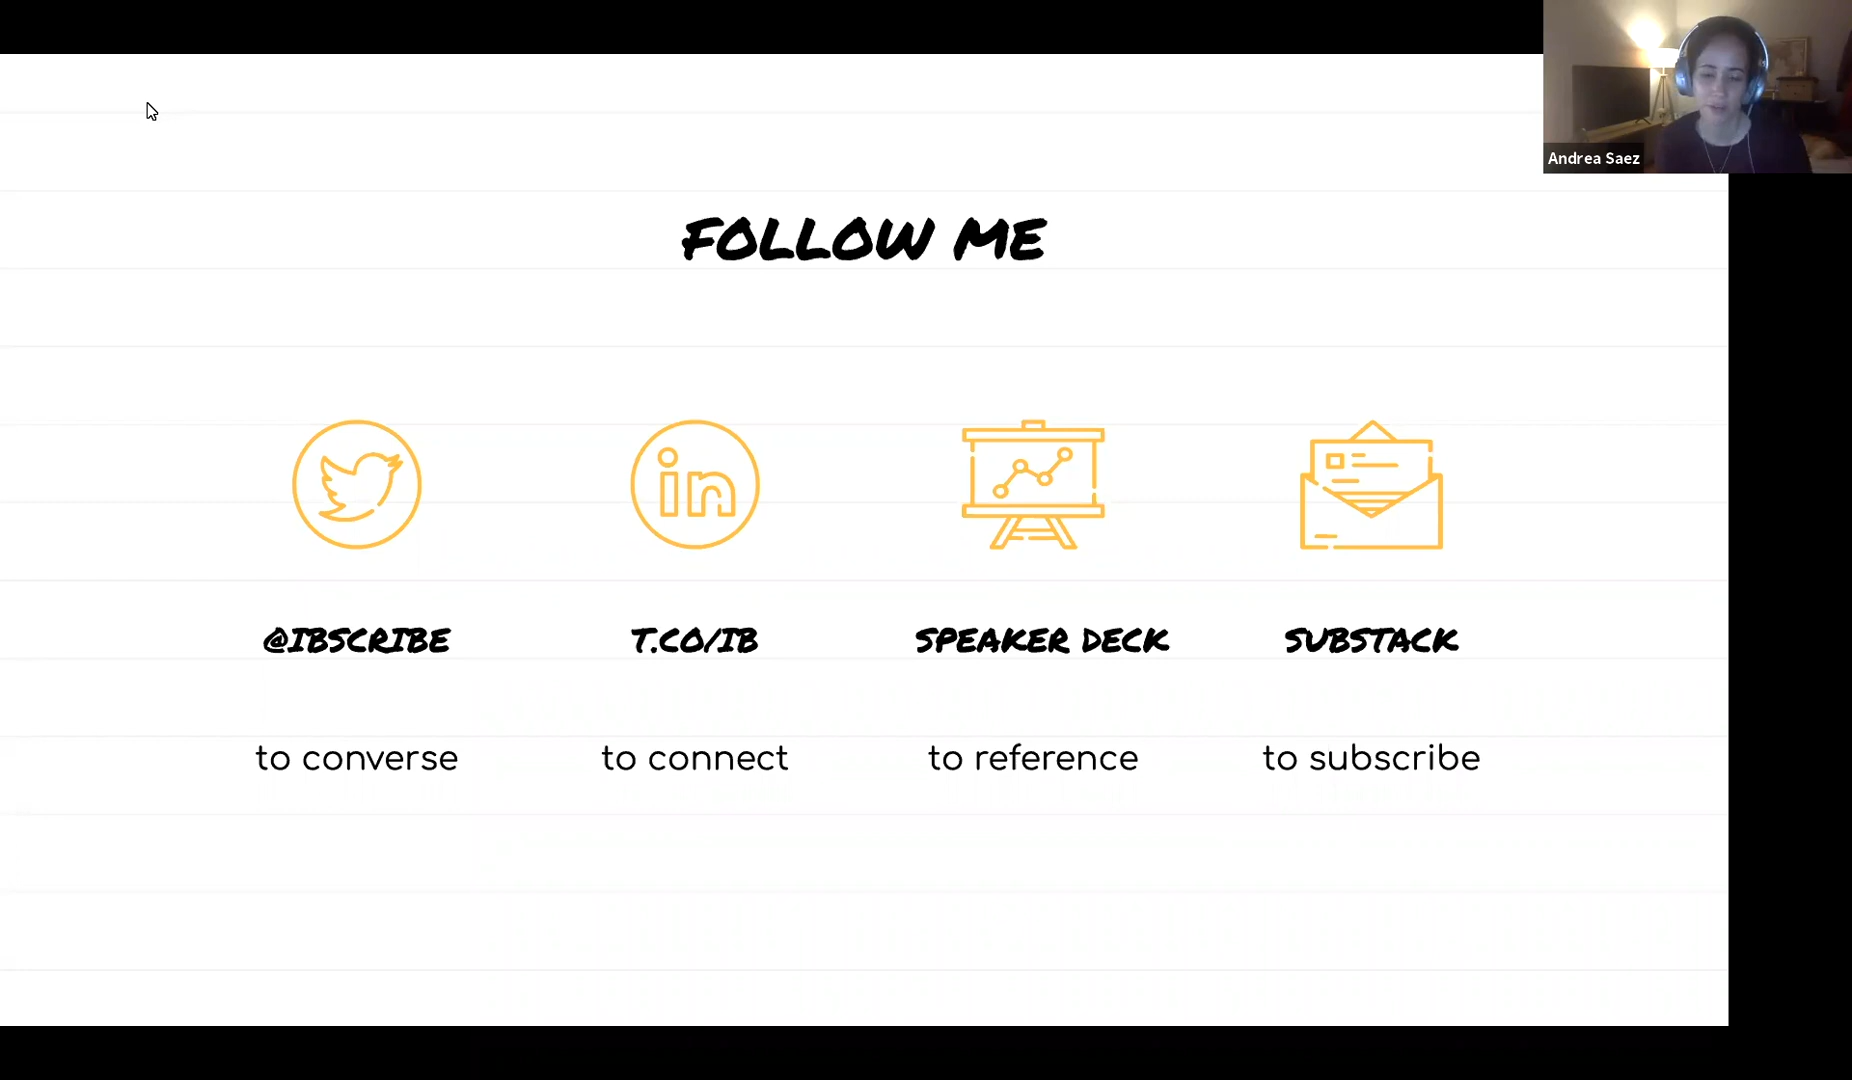 Andrea Saez
FOLLOW ME
@IBSCRIBE
T.CO/IB
SPEAKER DECK
SUBSTACK
to converse
to connect
to reference
to subscribe